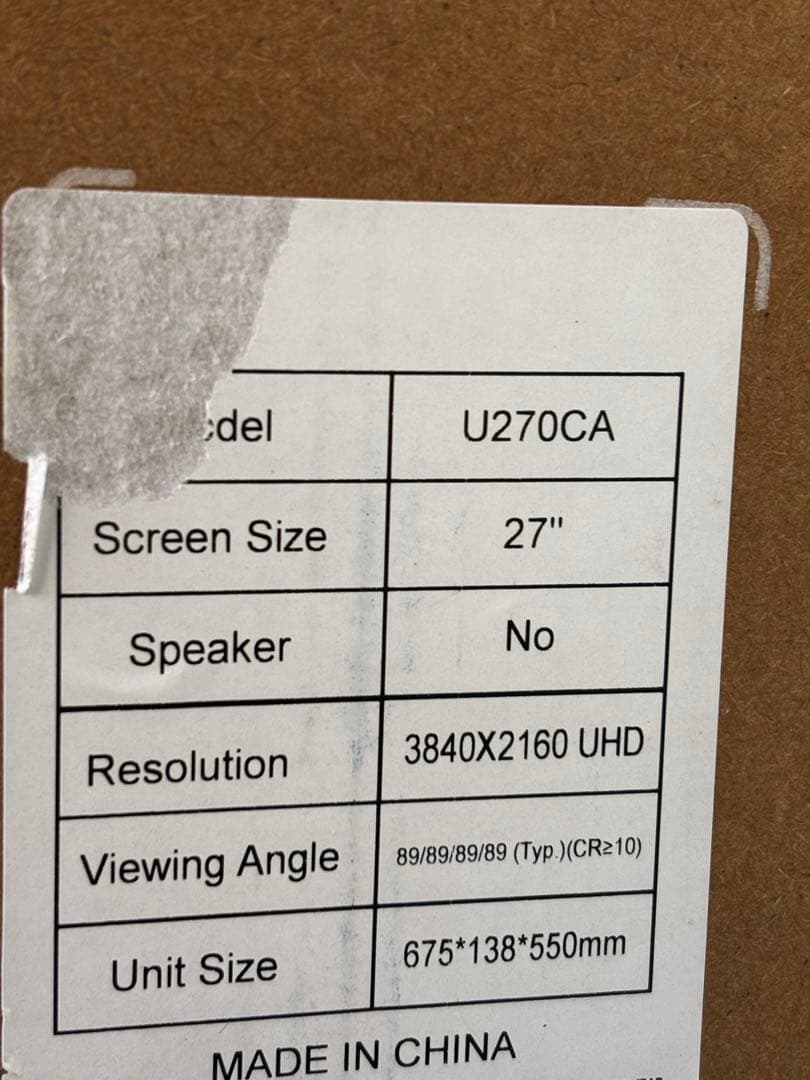 del U270CA
Screen Size 27"
Speaker No
Resolution 3840X2160 UHD
Viewing Angle 89/89/89/89 (Typ.)(CR≥10)
Unit Size 675*138*550mm
MADE IN CHINA